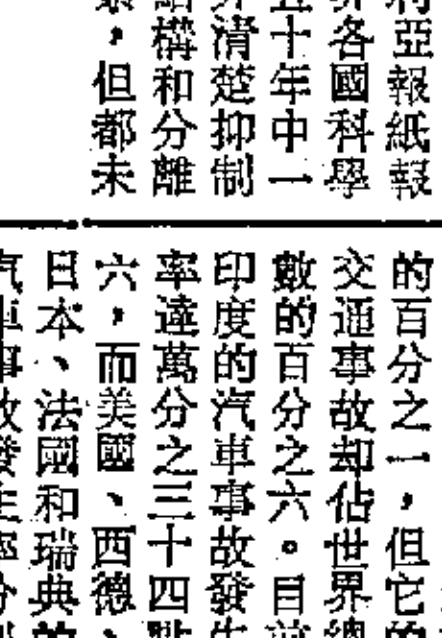 亞報紙報
各國科學
五十年中一
清楚抑制
結構和分離
,但都未
的百分之一,但它的
交通事故却佔世界總
數的百分之六。目前
印度的汽車事故發生
率達萬分之三十四點
六,而美國、西德、
日本、法國和瑞典的
汽車事故發生率分